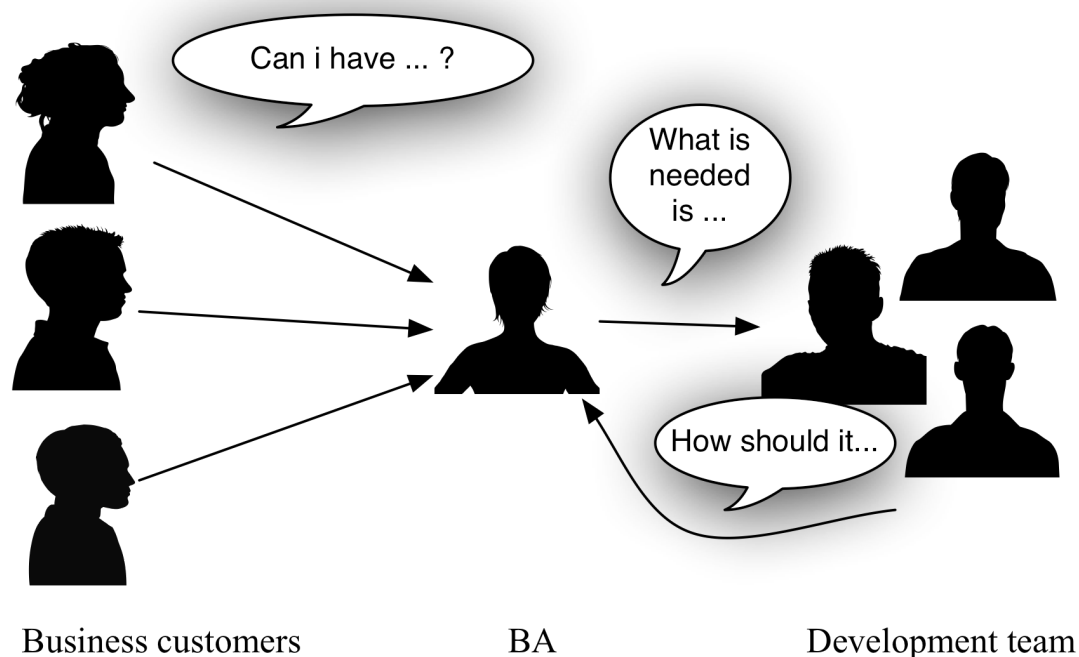 Can i have ... ?
What is
needed
is ...
How should it...
Business customers
BA
Development team